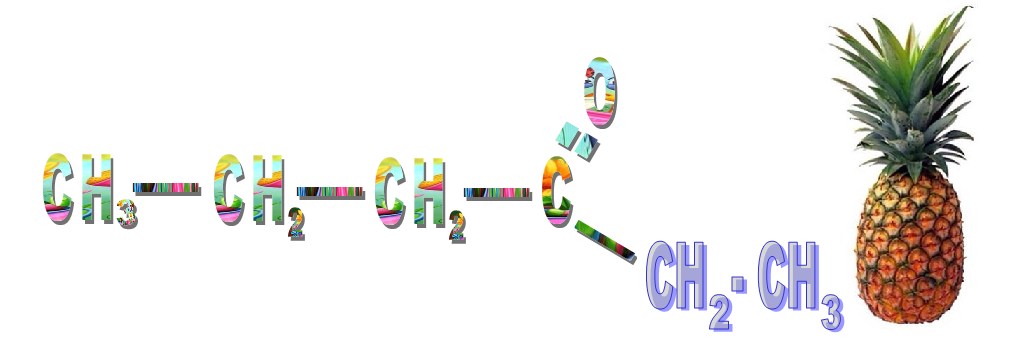 O
CH3 — CH2 — CH2 — C
CH2-CH3